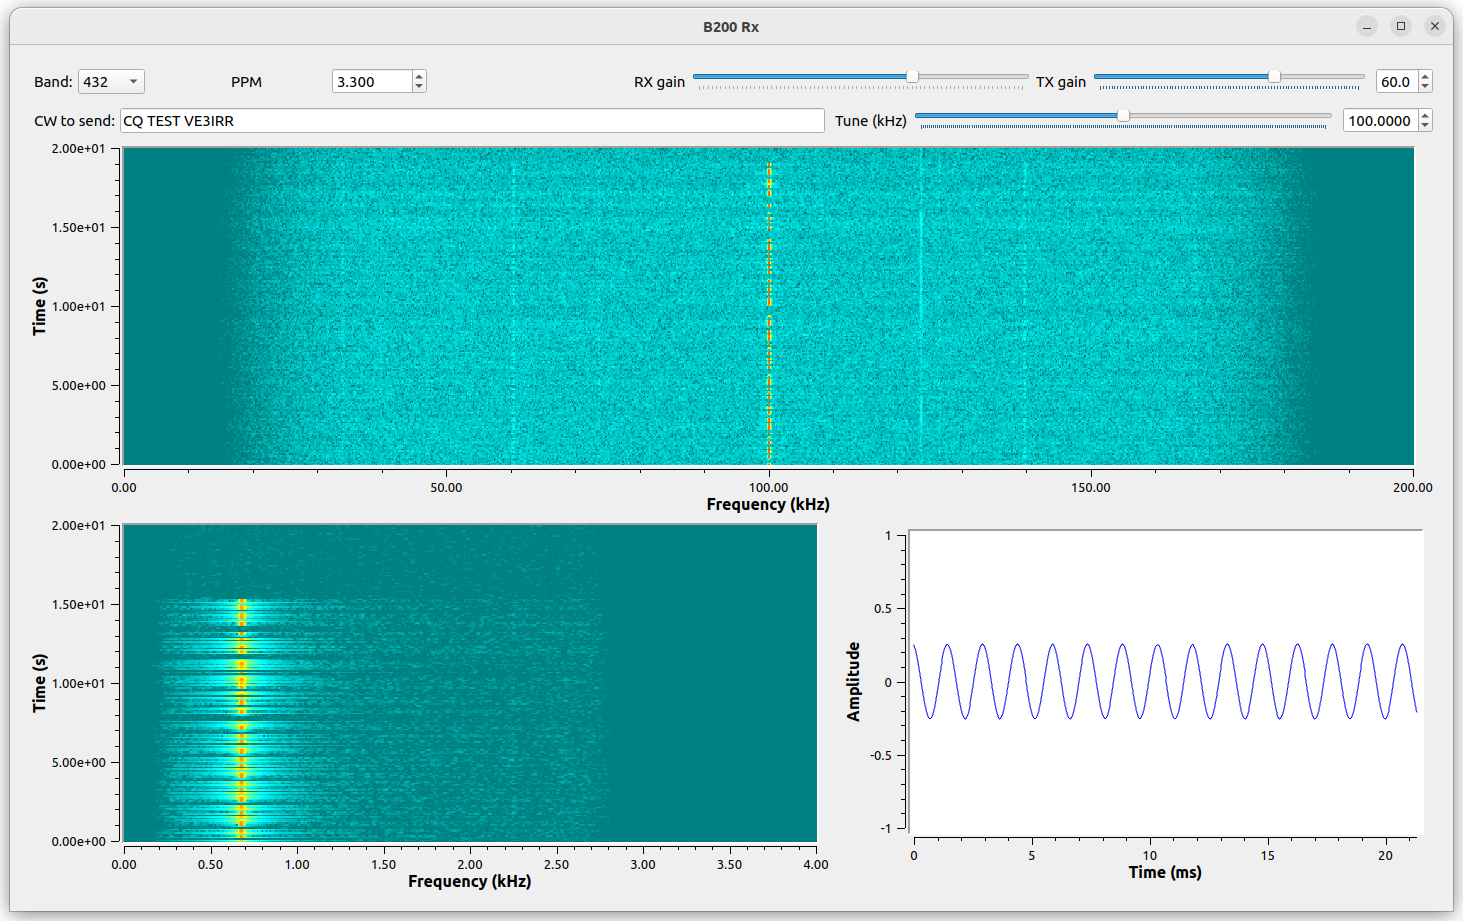 B200 Rx
Band: 432 PPM 3.300 RX gain TX gain 60.0
CW to send: CQ TEST VE3IRR Tune (kHz) 100.0000
2.00e+01
1.50e+01
1.00e+01
5.00e+00
0.00e+00
Time (s)
0.00 50.00 100.00 150.00 200.00
Frequency (kHz)
2.00e+01
1.50e+01
1.00e+01
5.00e+00
0.00e+00
Time (s)
0.00 0.50 1.00 1.50 2.00 2.50 3.00 3.50 4.00
Frequency (kHz)
1
0.5
0
-0.5
-1
Amplitude
0 5 10 15 20
Time (ms)